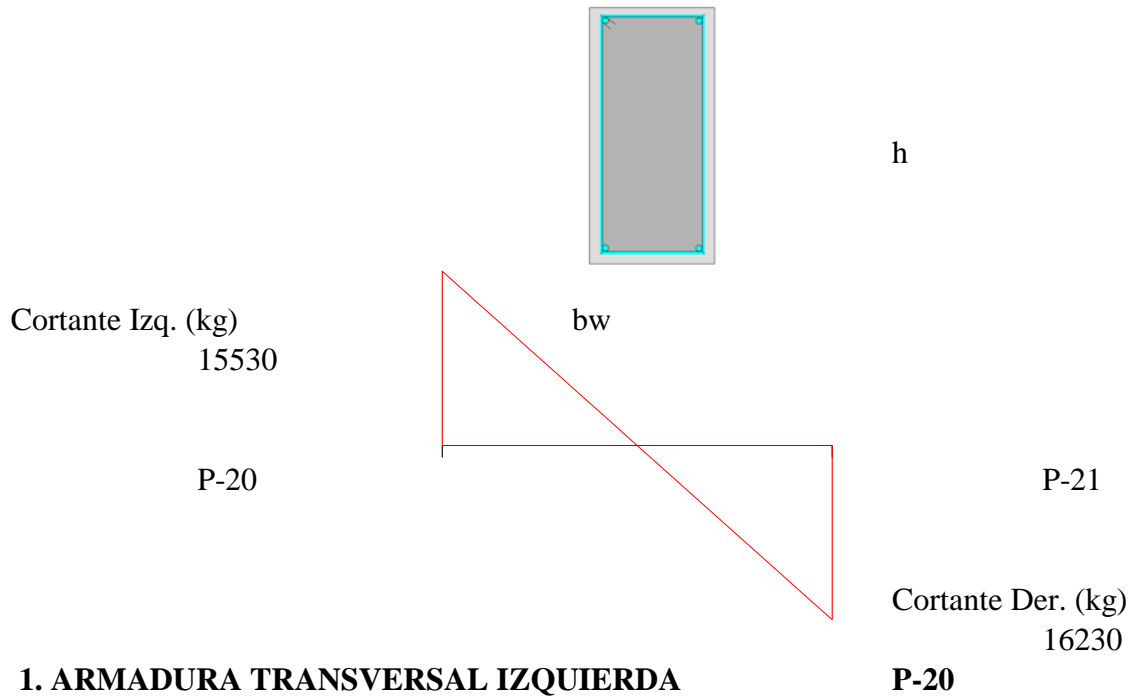 h
Cortante Izq. (kg)
bw
15530
P-20
P-21
Cortante Der. (kg)
16230
1. ARMADURA TRANSVERSAL IZQUIERDA P-20